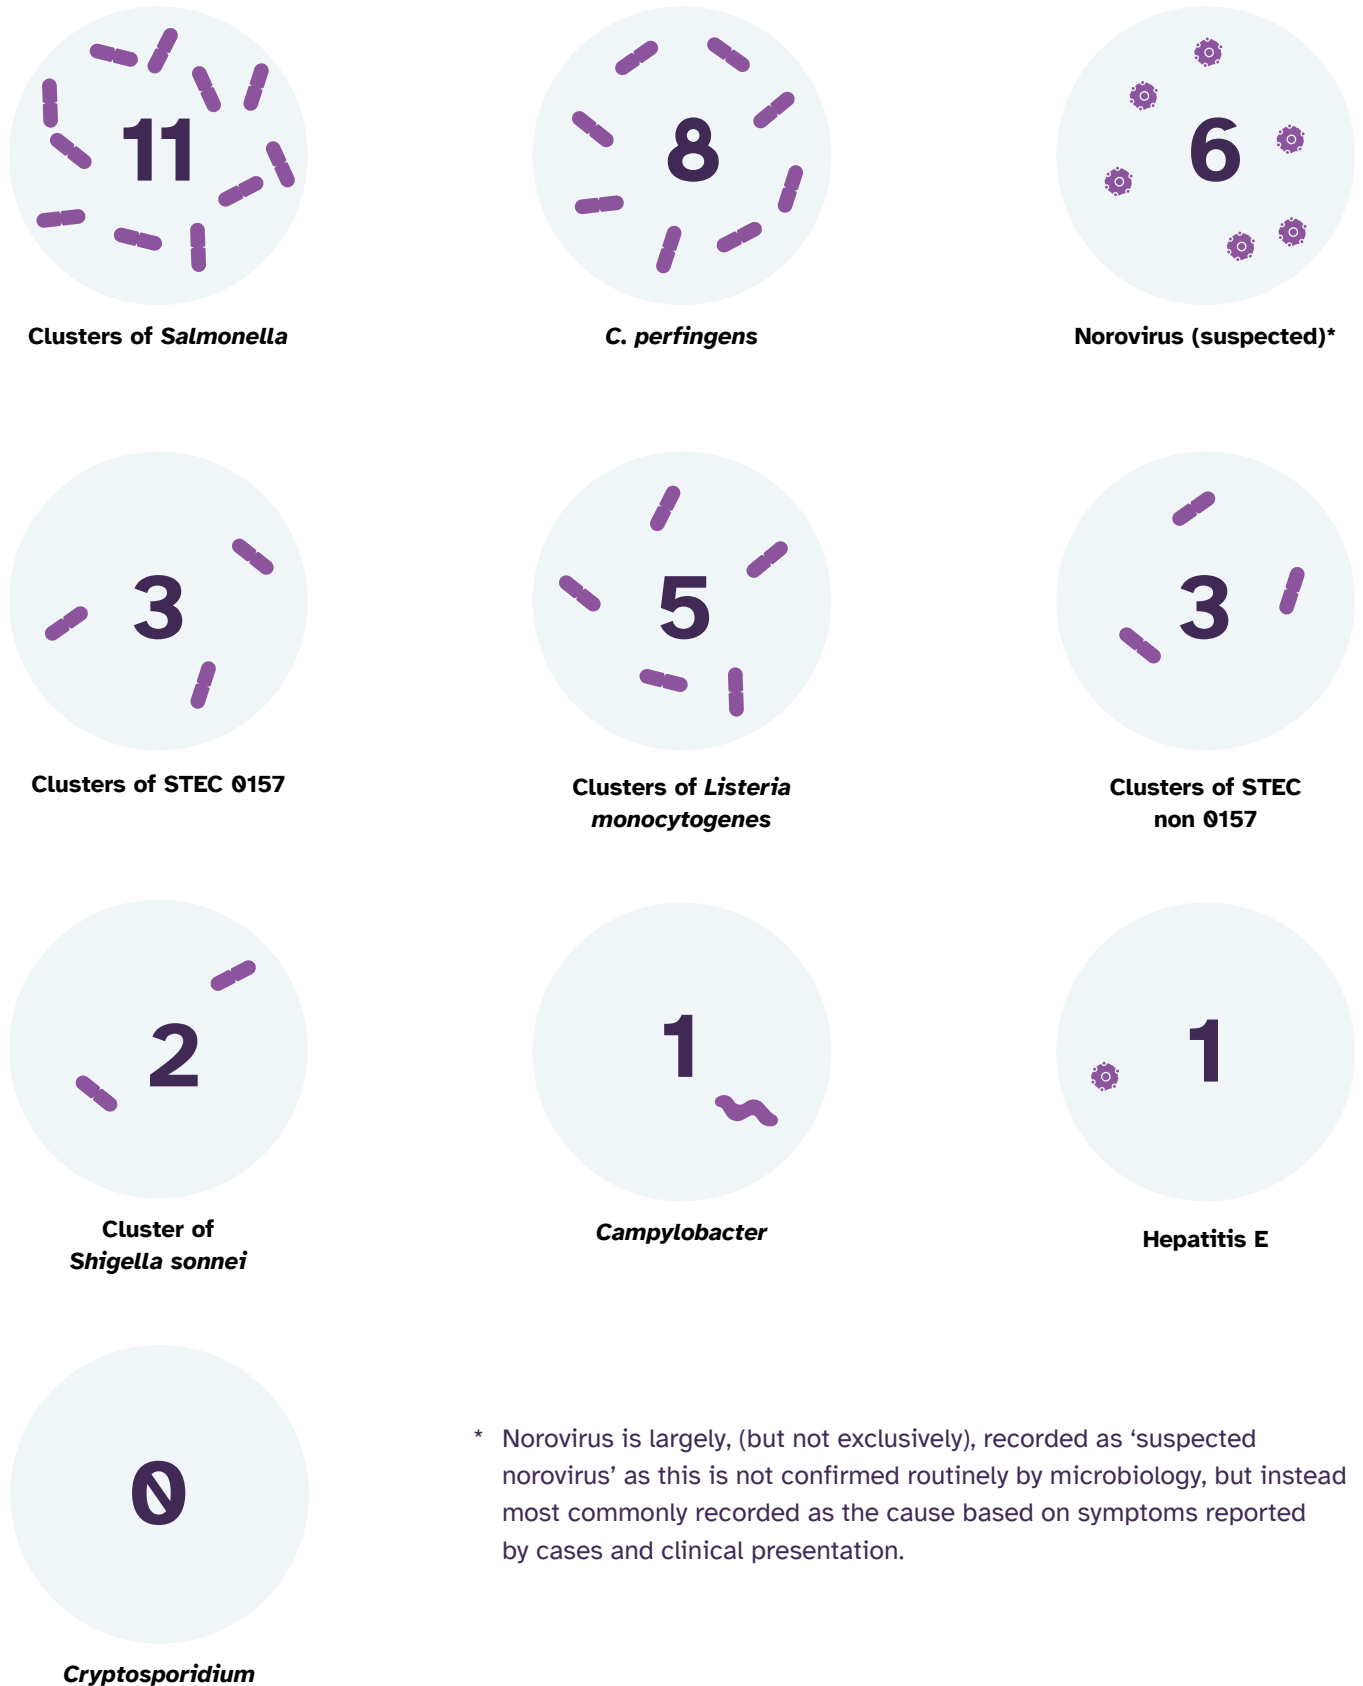 11
Clusters of Salmonella
8
C. perfingens
6
Norovirus (suspected)*
3
Clusters of STEC 0157
5
Clusters of Listeria
monocytogenes
3
Clusters of STEC
non 0157
2
Cluster of
Shigella sonnei
1
Campylobacter
1
Hepatitis E
0
Cryptosporidium
* Norovirus is largely, (but not exclusively), recorded as ‘suspected
norovirus’ as this is not confirmed routinely by microbiology, but instead
most commonly recorded as the cause based on symptoms reported
by cases and clinical presentation.